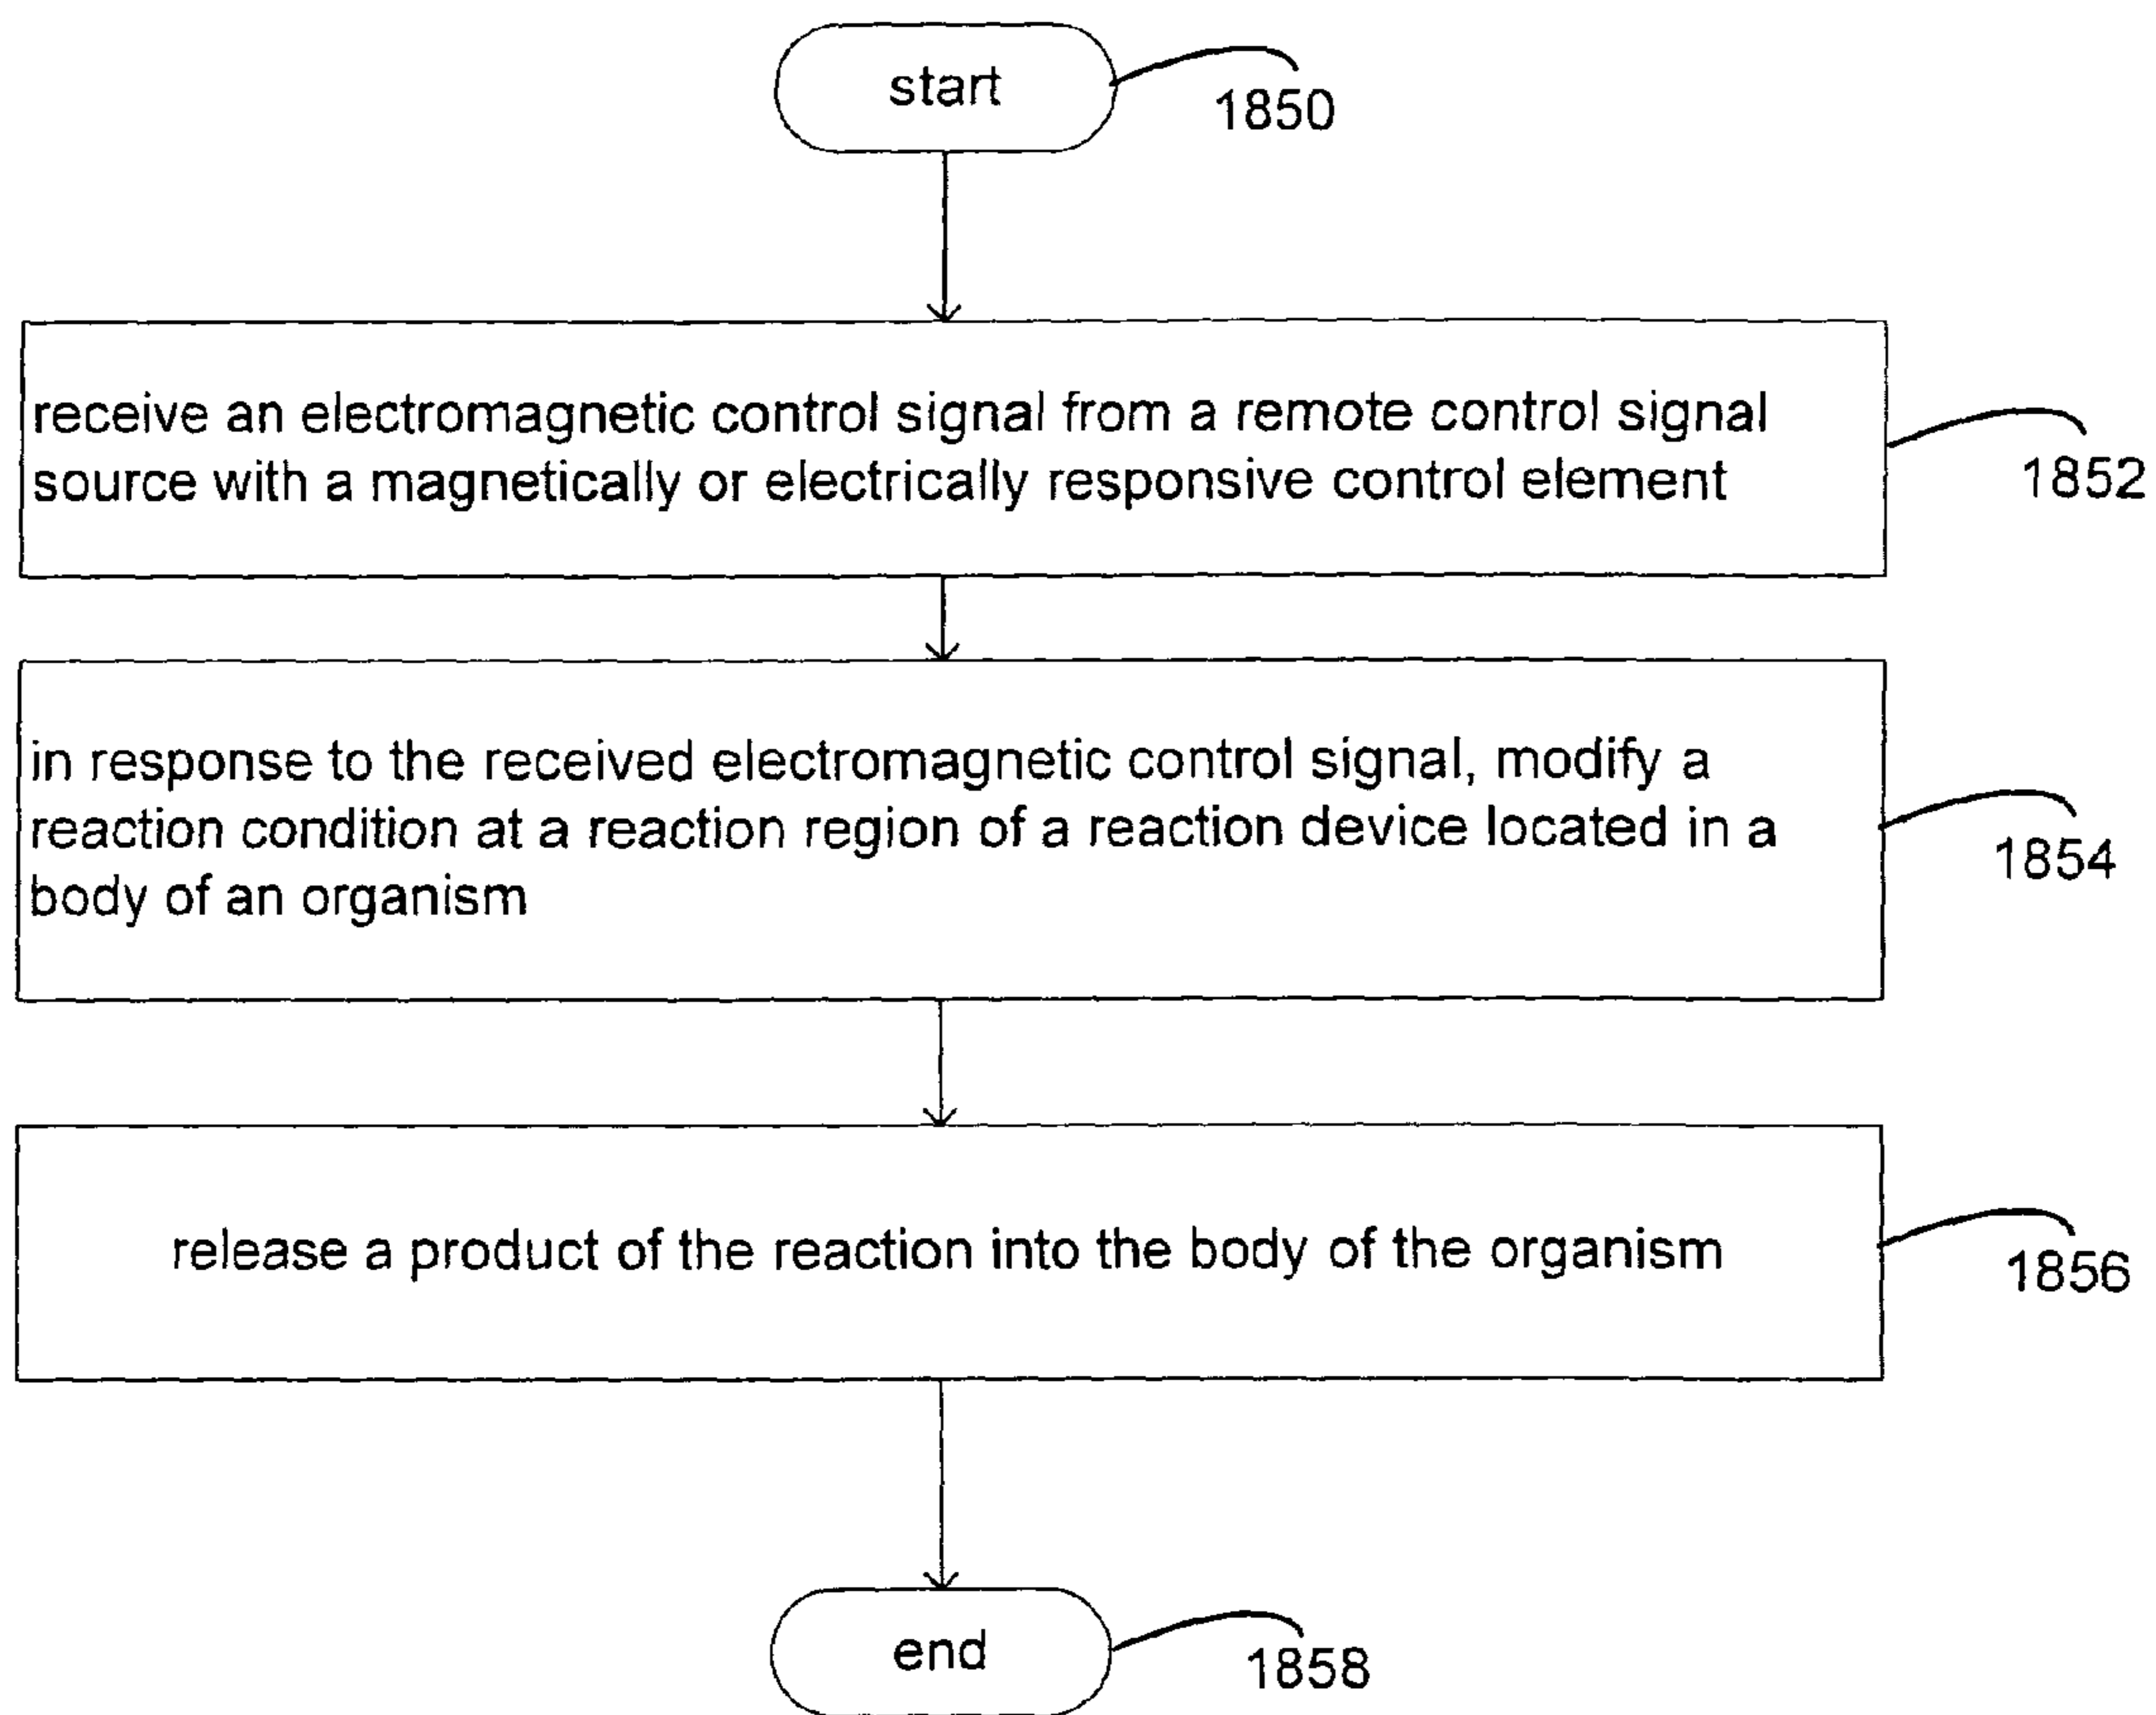 start
1850
receive an electromagnetic control signal from a remote control signal
source with a magnetically or electrically responsive control element
1852
in response to the received electromagnetic control signal, modify a
reaction condition at a reaction region of a reaction device located in a
body of an organism
1854
release a product of the reaction into the body of the organism
1856
end
1858